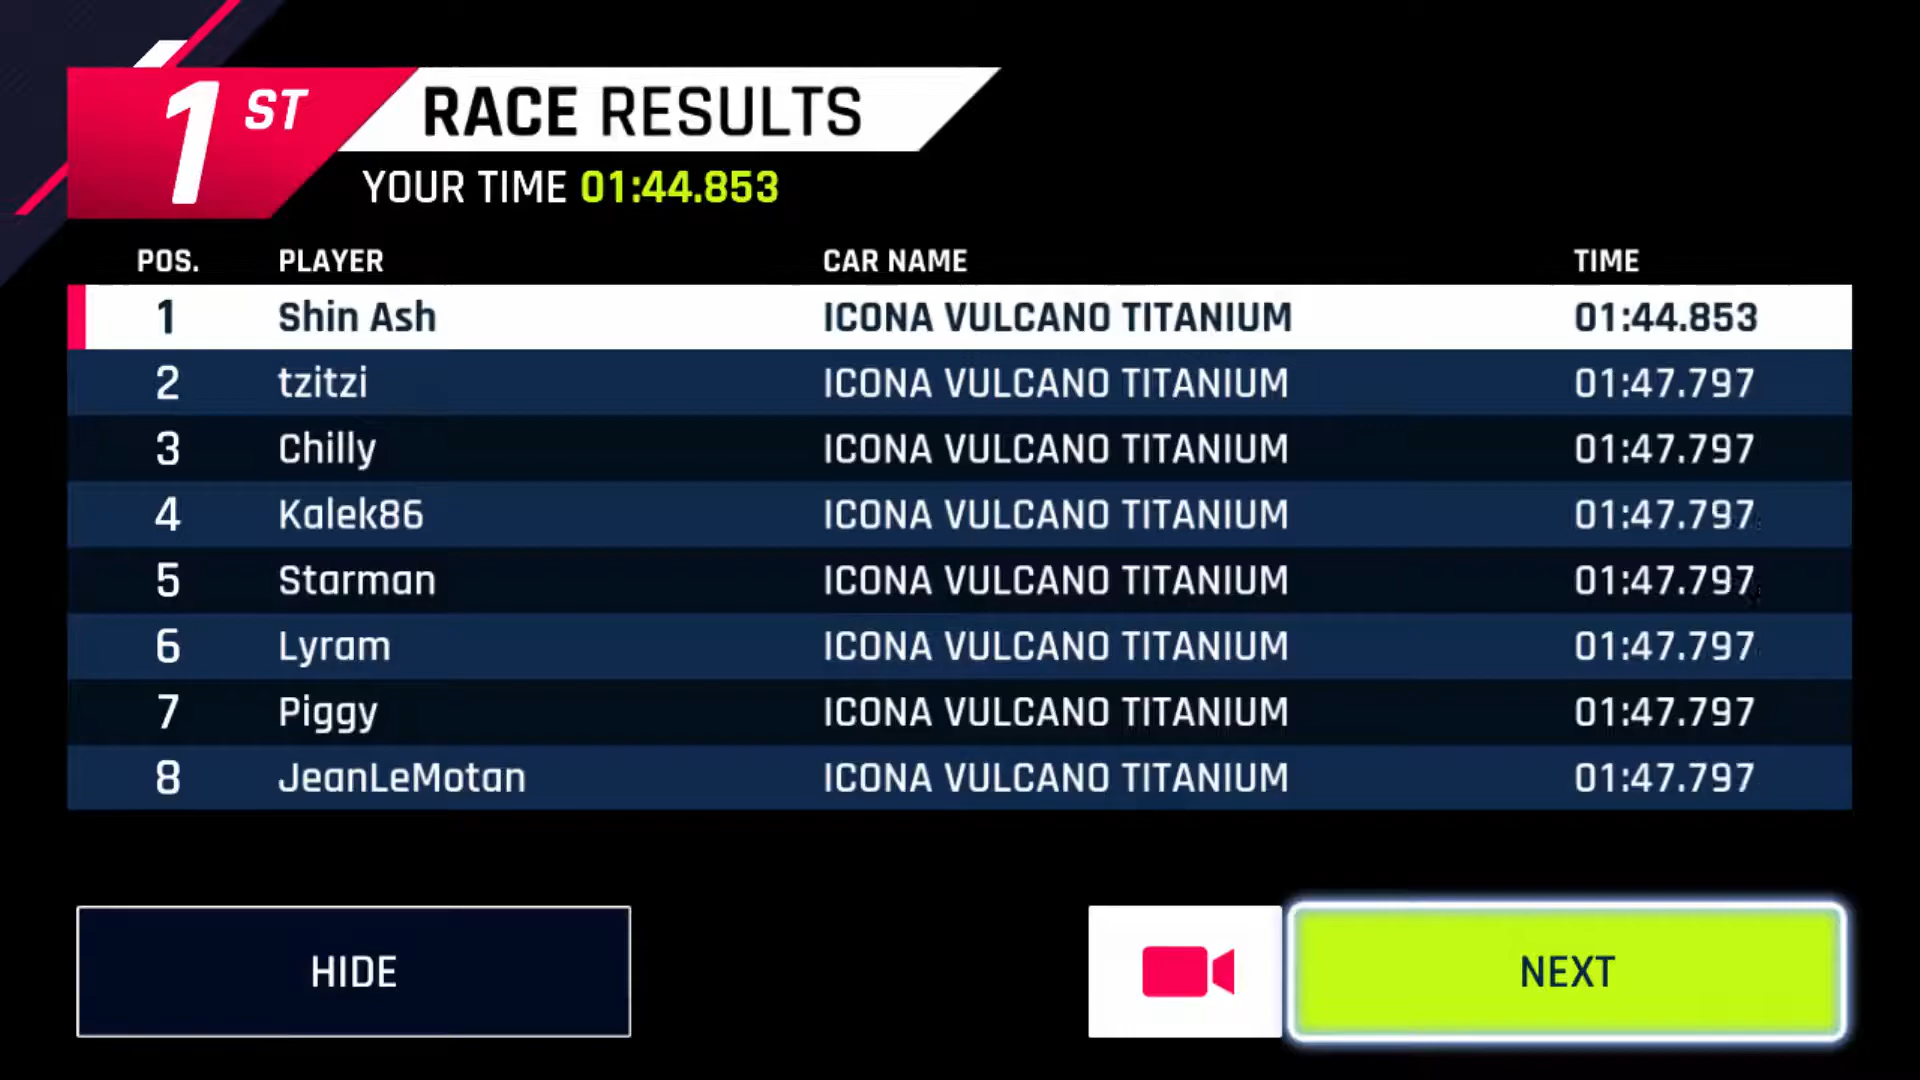 1ST
RACE RESULTS
YOUR TIME 01:44.853
POS. PLAYER CAR NAME TIME
1 Shin Ash ICONA VULCANO TITANIUM 01:44.853
2 tzitzi ICONA VULCANO TITANIUM 01:47.797
3 Chilly ICONA VULCANO TITANIUM 01:47.797
4 Kalek86 ICONA VULCANO TITANIUM 01:47.797
5 Starman ICONA VULCANO TITANIUM 01:47.797
6 Lyram ICONA VULCANO TITANIUM 01:47.797
7 Piggy ICONA VULCANO TITANIUM 01:47.797
8 JeanLeMotan ICONA VULCANO TITANIUM 01:47.797
HIDE NEXT